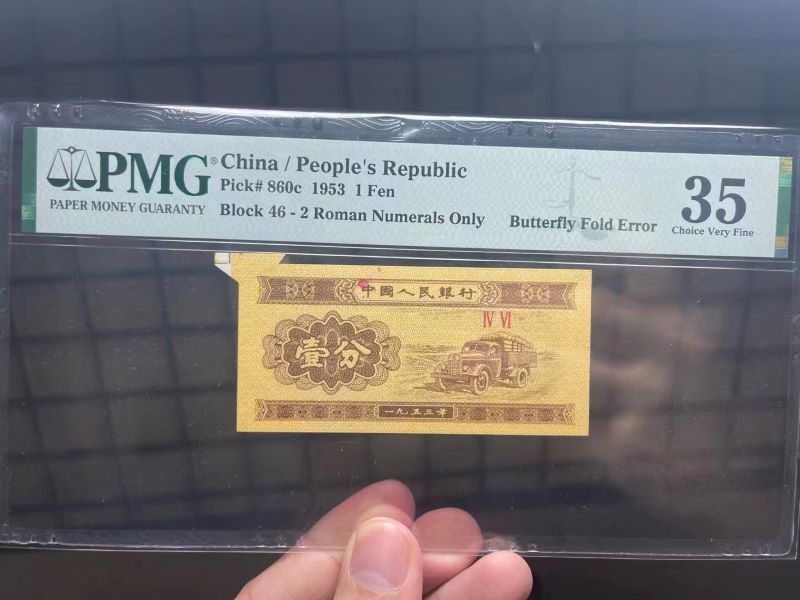 PMG®
PAPER MONEY GUARANTY
China / People's Republic
Pick# 860c 1953 1 Fen
Block 46 - 2 Roman Numerals Only
Butterfly Fold Error
35
Choice Very Fine
中國人民銀行
IV VI
壹分
一九五三年